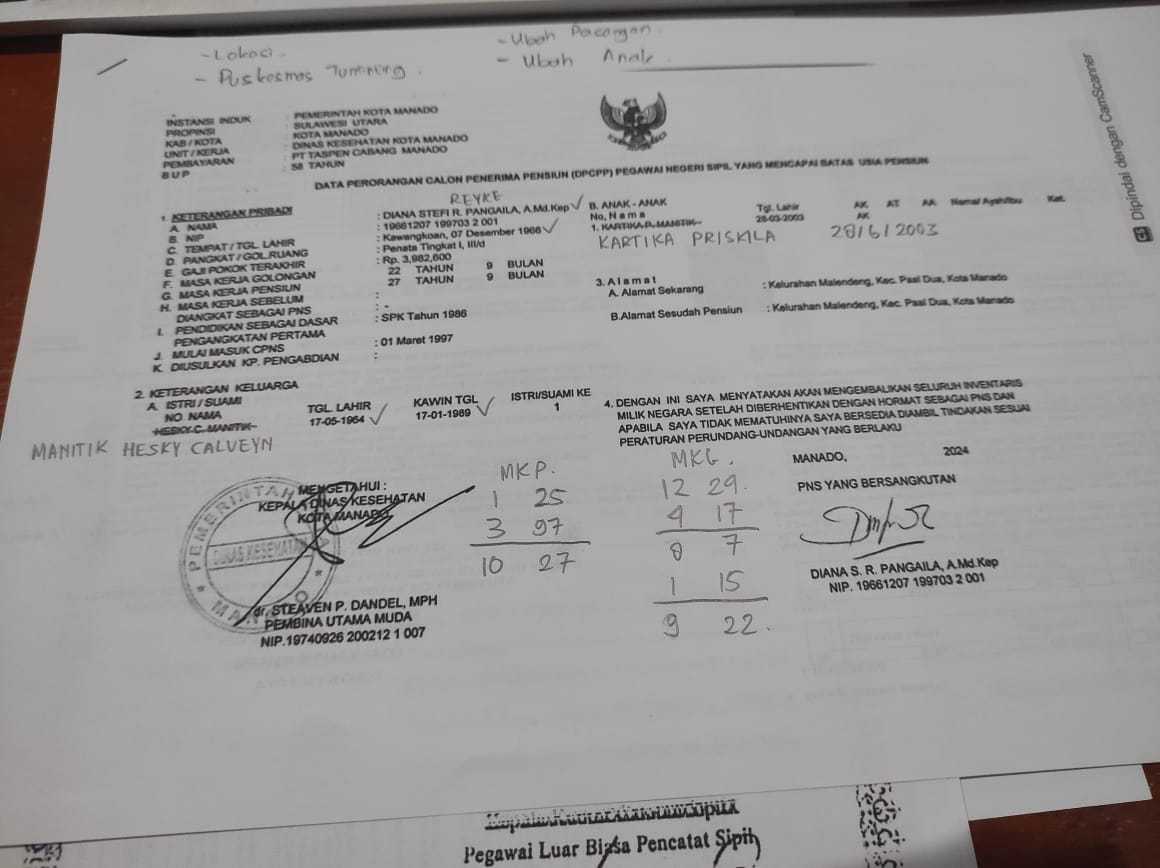 - Lokaci.
- Puskesmas Tuminting.
- Ubah Pacangan.
- Ubah Anak.
INSTANSI INDUK : PEMERINTAH KOTA MANADO
PROPINSI : SULAWESI UTARA
KAB / KOTA : KOTA MANADO
UNIT / KERJA : DINAS KESEHATAN KOTA MANADO
PEMBAYARAN : PT TASPEN CABANG MANADO
B U P : 58 TAHUN
DATA PERORANGAN CALON PENERIMA PENSIUN (DPCPP) PEGAWAI NEGERI SIPIL YANG MENCAPAI BATAS USIA PENSIUN
1. KETERANGAN PRIBADI
REYKE
A. NAMA : DIANA STEFI R. PANGAILA, A.Md.Kep
B. NIP : 19661207 199703 2 001
C. TEMPAT / TGL. LAHIR : Kawangkoan, 07 Desember 1966
D. PANGKAT / GOL.RUANG : Penata Tingkat I, III/d
E. GAJI POKOK TERAKHIR : Rp. 3,982,600
F. MASA KERJA GOLONGAN 22 TAHUN 9 BULAN
G. MASA KERJA PENSIUN 27 TAHUN 9 BULAN
H. MASA KERJA SEBELUM :
DIANGKAT SEBAGAI PNS : -
I. PENDIDIKAN SEBAGAI DASAR : SPK Tahun 1986
PENGANGKATAN PERTAMA
J. MULAI MASUK CPNS : 01 Maret 1997
K. DIUSULKAN KP. PENGABDIAN :
B. ANAK - ANAK
No, N a m a Tgl. Lahir AK AT AA Nama Ayah/Ibu Ket.
1. KARTIKA P. MANITIK 28-03-2003 AK
KARTIKA PRISKILA 28/6/2003
3. A l a m a t
A. Alamat Sekarang : Kelurahan Malendeng, Kec. Paal Dua, Kota Manado
B.Alamat Sesudah Pensiun : Kelurahan Malendeng, Kec. Paal Dua, Kota Manado
2. KETERANGAN KELUARGA
A. ISTRI / SUAMI
NO. NAMA TGL. LAHIR KAWIN TGL ISTRI/SUAMI KE
HESKY C. MANITIK 17-05-1964 17-01-1989 1
MANITIK HESKY CALVEYN
4. DENGAN INI SAYA MENYATAKAN AKAN MENGEMBALIKAN SELURUH INVENTARIS
MILIK NEGARA SETELAH DIBERHENTIKAN DENGAN HORMAT SEBAGAI PNS DAN
APABILA SAYA TIDAK MEMATUHINYA SAYA BERSEDIA DIAMBIL TINDAKAN SESUAI
PERATURAN PERUNDANG-UNDANGAN YANG BERLAKU
MENGETAHUI :
KEPALA DINAS KESEHATAN
KOTA MANADO
PEMERINTAH
DINAS KESEHATAN
dr. STEAVEN P. DANDEL, MPH
PEMBINA UTAMA MUDA
NIP.19740926 200212 1 007
MKP.
1 25
3 97
10 27
MKG.
12 29.
4 17
8 7
1 15
9 22.
MANADO, 2024
PNS YANG BERSANGKUTAN
DIANA S. R. PANGAILA, A.Md.Kep
NIP. 19661207 199703 2 001
CS Dipindai dengan CamScanner
Pegawai Luar Biasa Pencatat Sipil